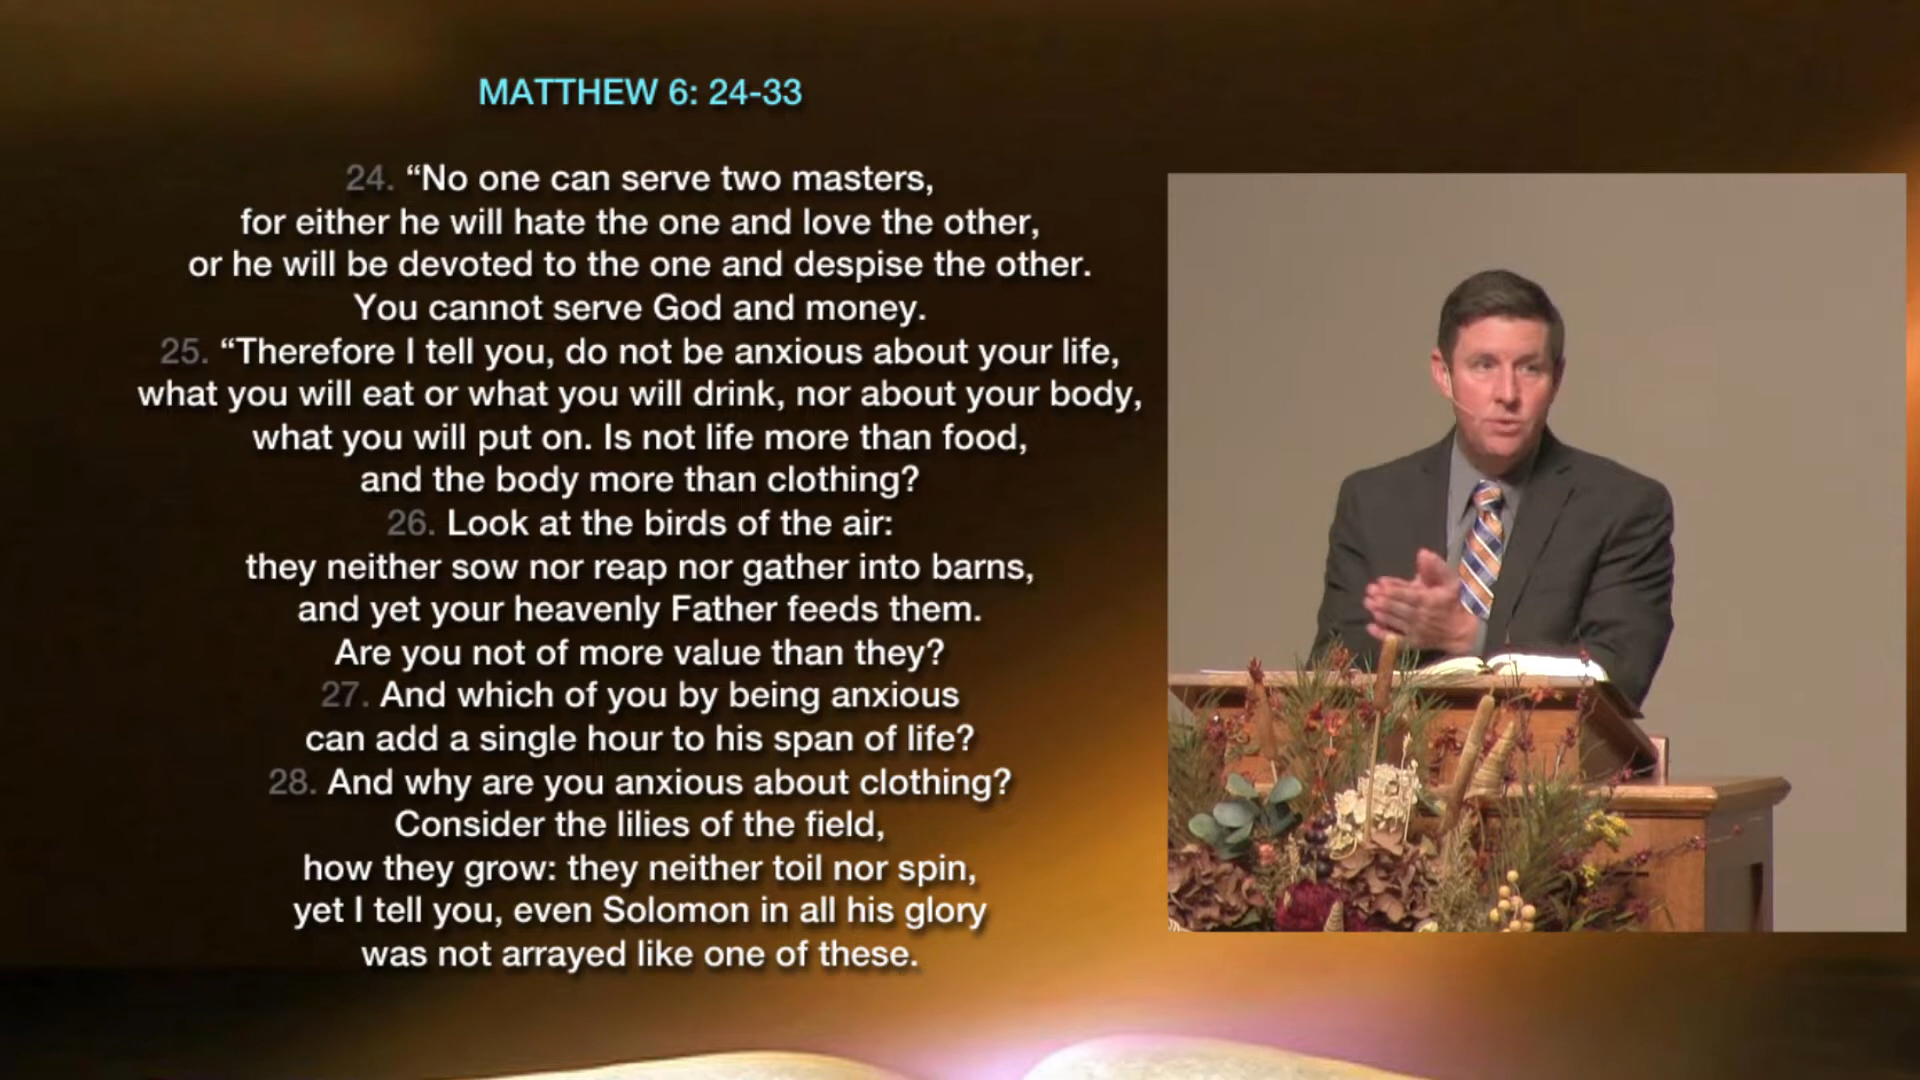 MATTHEW 6: 24-33
24. “No one can serve two masters,
for either he will hate the one and love the other,
or he will be devoted to the one and despise the other.
You cannot serve God and money.
25. “Therefore I tell you, do not be anxious about your life,
what you will eat or what you will drink, nor about your body,
what you will put on. Is not life more than food,
and the body more than clothing?
26. Look at the birds of the air:
they neither sow nor reap nor gather into barns,
and yet your heavenly Father feeds them.
Are you not of more value than they?
27. And which of you by being anxious
can add a single hour to his span of life?
28. And why are you anxious about clothing?
Consider the lilies of the field,
how they grow: they neither toil nor spin,
yet I tell you, even Solomon in all his glory
was not arrayed like one of these.